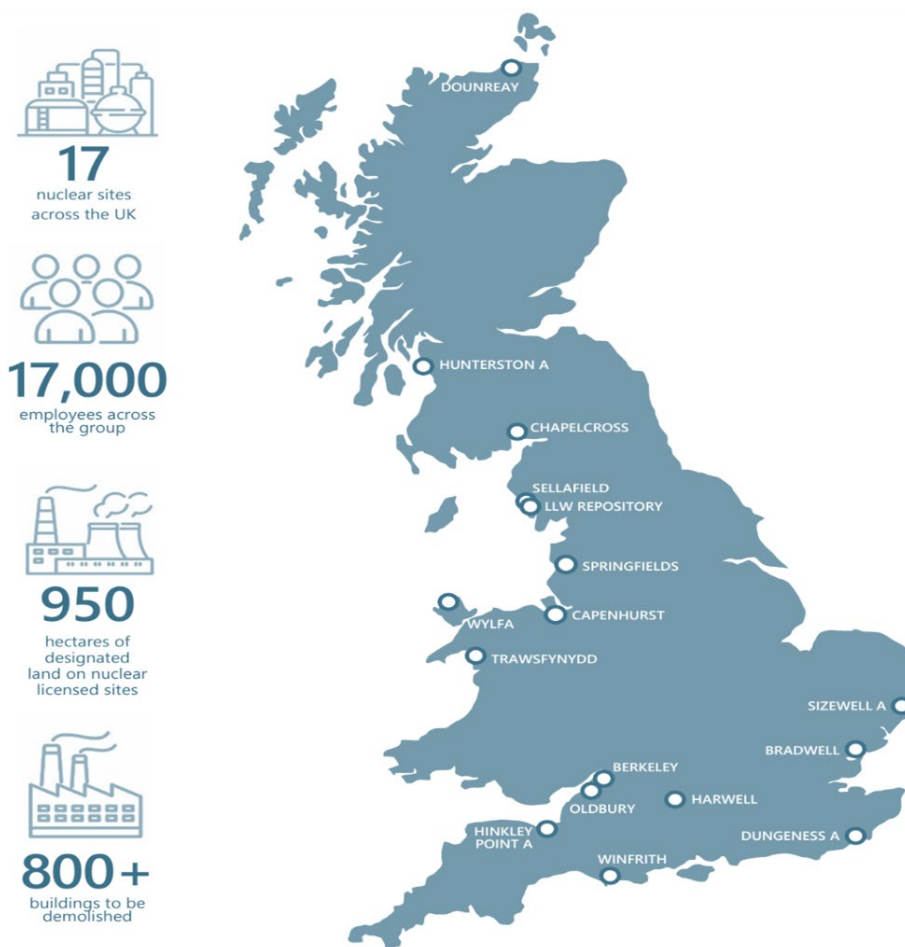 17
nuclear sites
across the UK
17,000
employees across
the group
950
hectares of
designated
land on nuclear
licensed sites
800+
buildings to be
demolished
DOUNREAY
HUNTERSTON A
CHAPELCROSS
SELLAFIELD
LLW REPOSITORY
SPRINGFIELDS
CAPENHURST
WYLFA
TRAWSFYNYDD
SIZEWELL A
BRADWELL
BERKELEY
OLDBURY
HARWELL
HINKLEY
POINT A
DUNGENESS A
WINFRITH